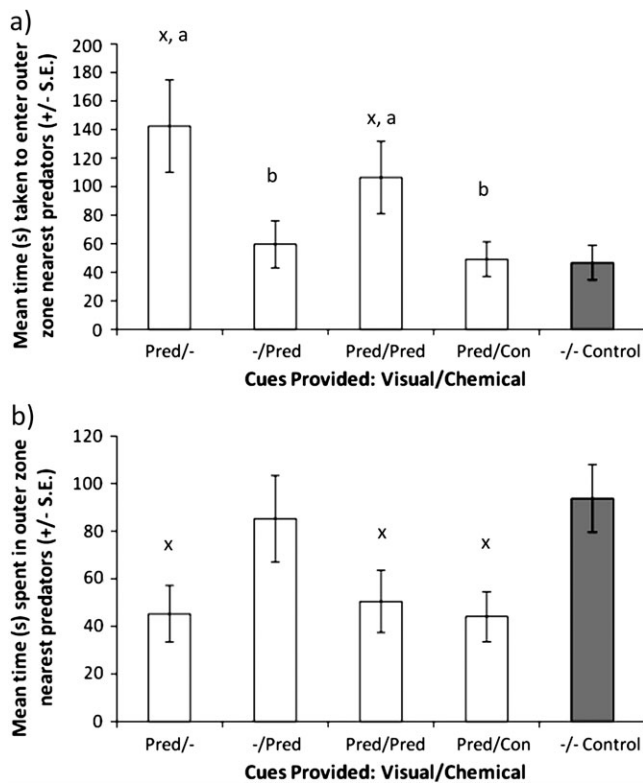 a)
Mean time (s) taken to enter outer
zone nearest predators (+/- S.E.)
200
180
160
140
120
100
80
60
40
20
0
x, a
b
x, a
b
Pred/-
-/Pred
Pred/Pred
Pred/Con
-/- Control
Cues Provided: Visual/Chemical
b)
Mean time (s) spent in outer zone
nearest predators (+/- S.E.)
120
100
80
60
40
20
0
x
x
x
Pred/-
-/Pred
Pred/Pred
Pred/Con
-/- Control
Cues Provided: Visual/Chemical